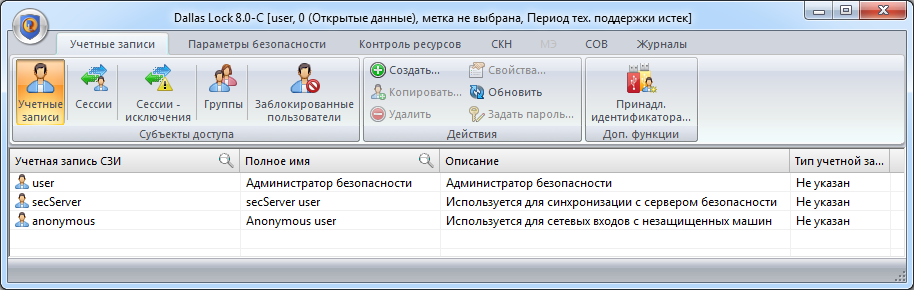 Dallas Lock 8.0-C [user, 0 (Открытые данные), метка не выбрана, Период тех. поддержки истек]
Учетные записи Параметры безопасности Контроль ресурсов СКН МЭ СОВ Журналы
Учетные записи
Сессии
Сессии - исключения
Группы
Заблокированные пользователи
Субъекты доступа
Создать...
Копировать...
Удалить
Свойства...
Обновить
Задать пароль...
Действия
Принадл. идентификатора...
Доп. функции
Учетная запись СЗИ Полное имя Описание Тип учетной за...
user Администратор безопасности Администратор безопасности Не указан
secServer secServer user Используется для синхронизации с сервером безопасности Не указан
anonymous Anonymous user Используется для сетевых входов с незащищенных машин Не указан